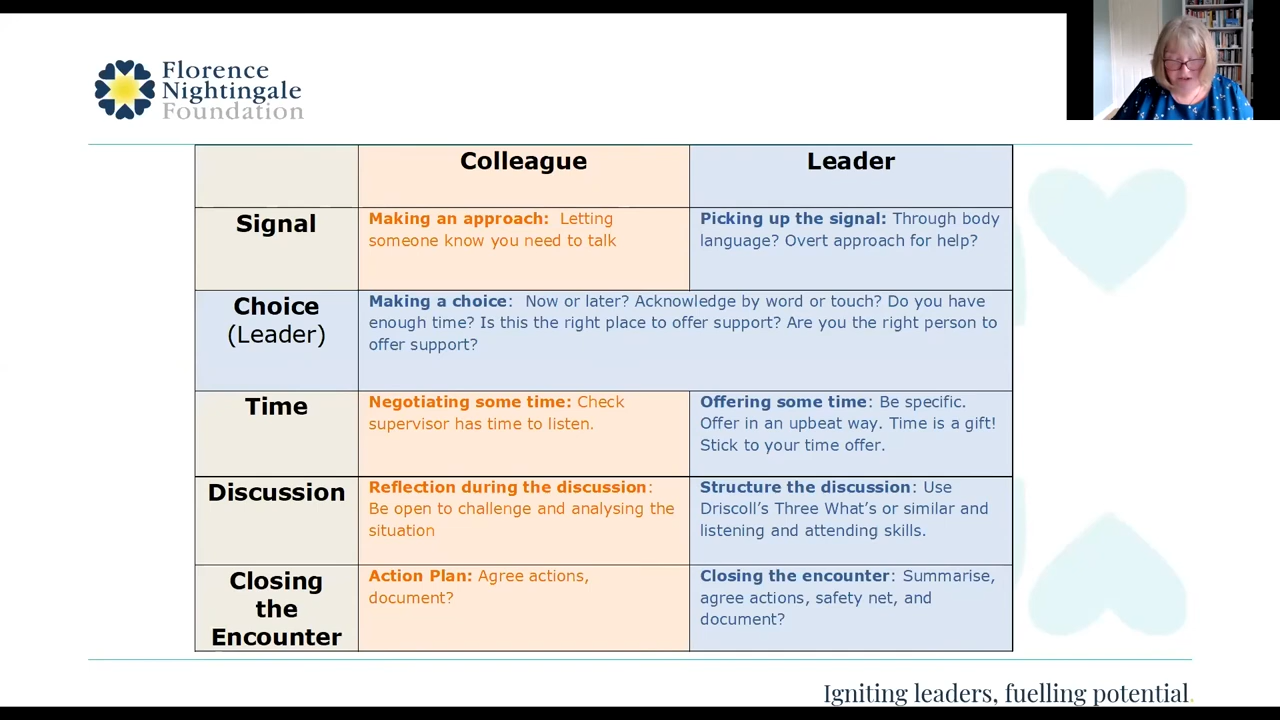 Florence
Nightingale
Foundation
Colleague
Leader
Signal
Making an approach:  Letting
someone know you need to talk
Picking up the signal: Through body
language? Overt approach for help?
Choice
(Leader)
Making a choice:  Now or later? Acknowledge by word or touch? Do you have
enough time? Is this the right place to offer support? Are you the right person to
offer support?
Time
Negotiating some time: Check
supervisor has time to listen.
Offering some time: Be specific.
Offer in an upbeat way. Time is a gift!
Stick to your time offer.
Discussion
Reflection during the discussion:
Be open to challenge and analysing the
situation
Structure the discussion: Use
Driscoll’s Three What’s or similar and
listening and attending skills.
Closing
the
Encounter
Action Plan: Agree actions,
document?
Closing the encounter: Summarise,
agree actions, safety net, and
document?
Igniting leaders, fuelling potential.